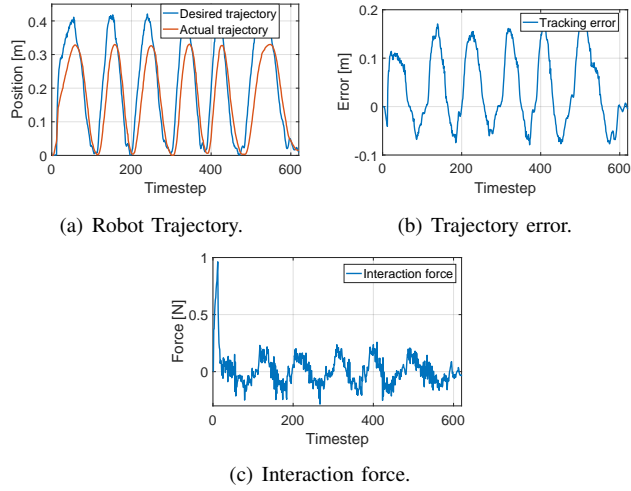 Desired trajectory
Actual trajectory
Position [m]
0.4
0.3
0.2
0.1
0
0 200 400 600
Timestep
(a) Robot Trajectory.
Tracking error
Error [m]
0.2
0.1
0
-0.1
0 200 400 600
Timestep
(b) Trajectory error.
Interaction force
Force [N]
1
0.5
0
0 200 400 600
Timestep
(c) Interaction force.